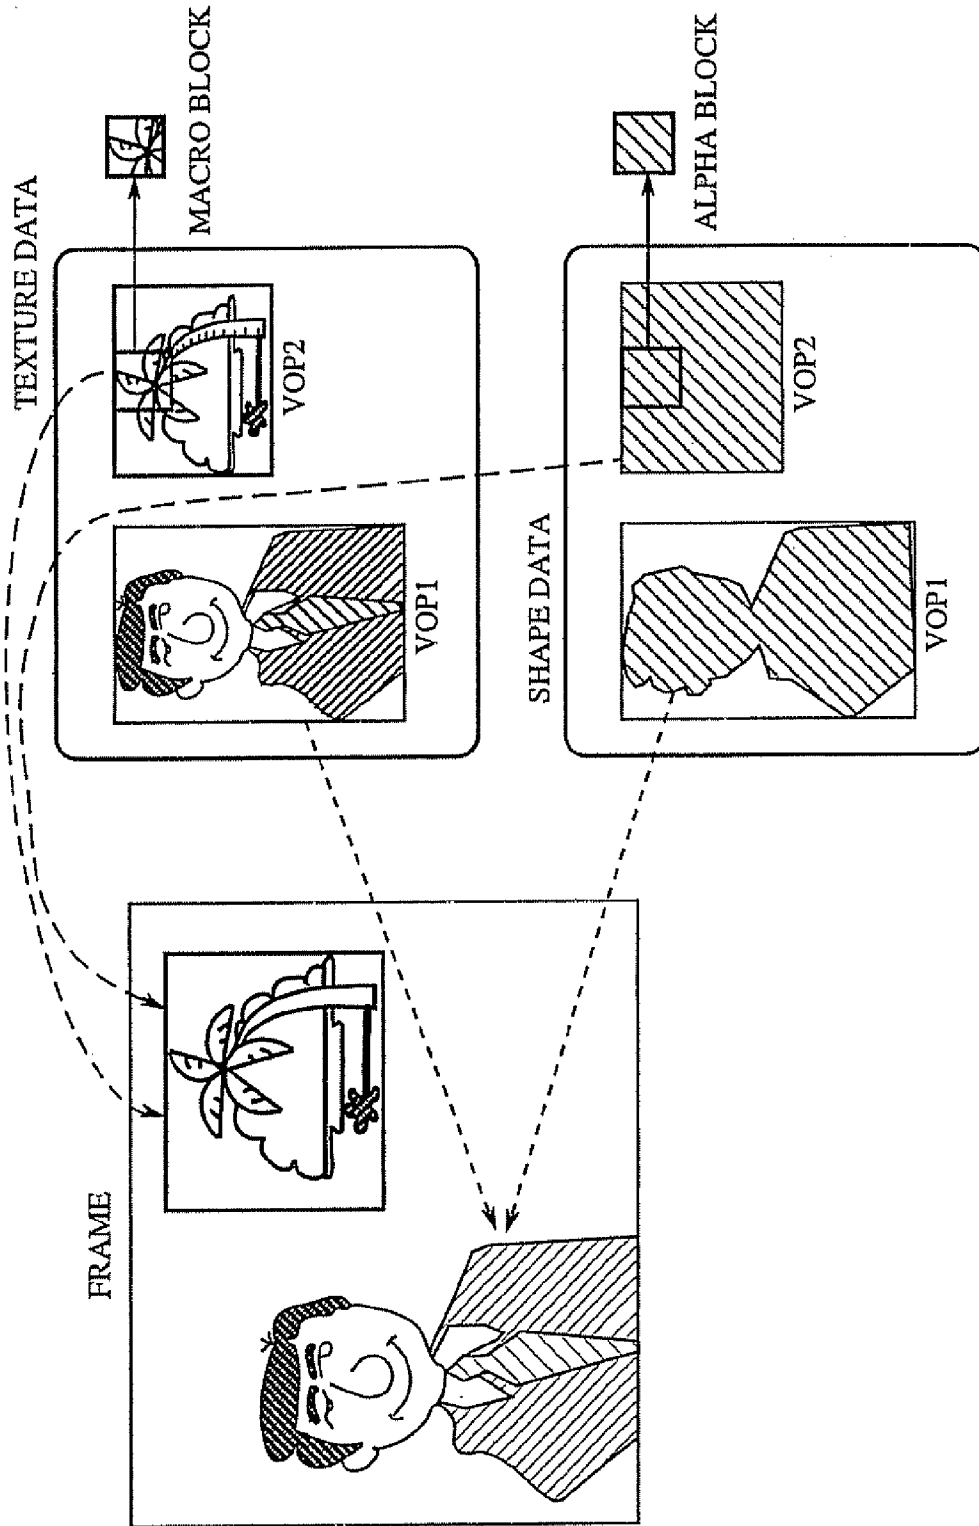 FRAME
TEXTURE DATA
VOP1
VOP2
MACRO BLOCK
SHAPE DATA
VOP1
VOP2
ALPHA BLOCK